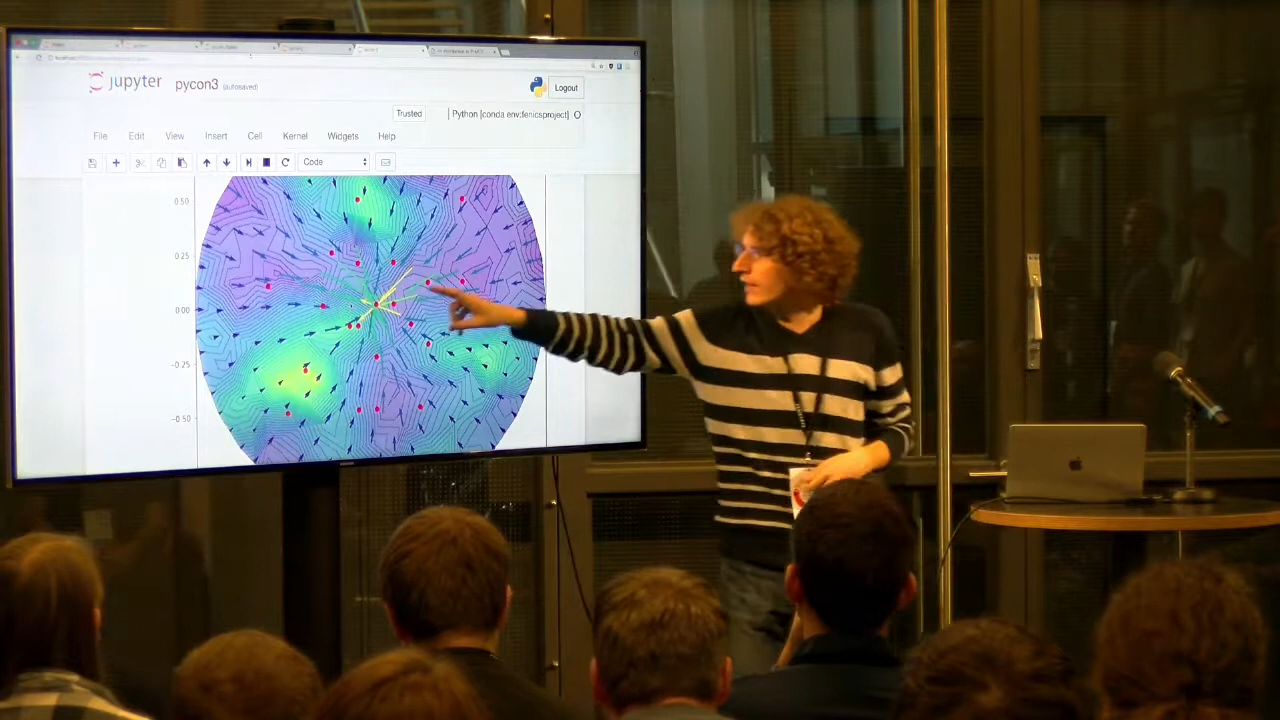 jupyter pycon3 (autosaved)
Logout
Trusted
Python [conda env:fenicsproject]
File Edit View Insert Cell Kernel Widgets Help
Code
0.50
0.25
0.00
−0.25
−0.50